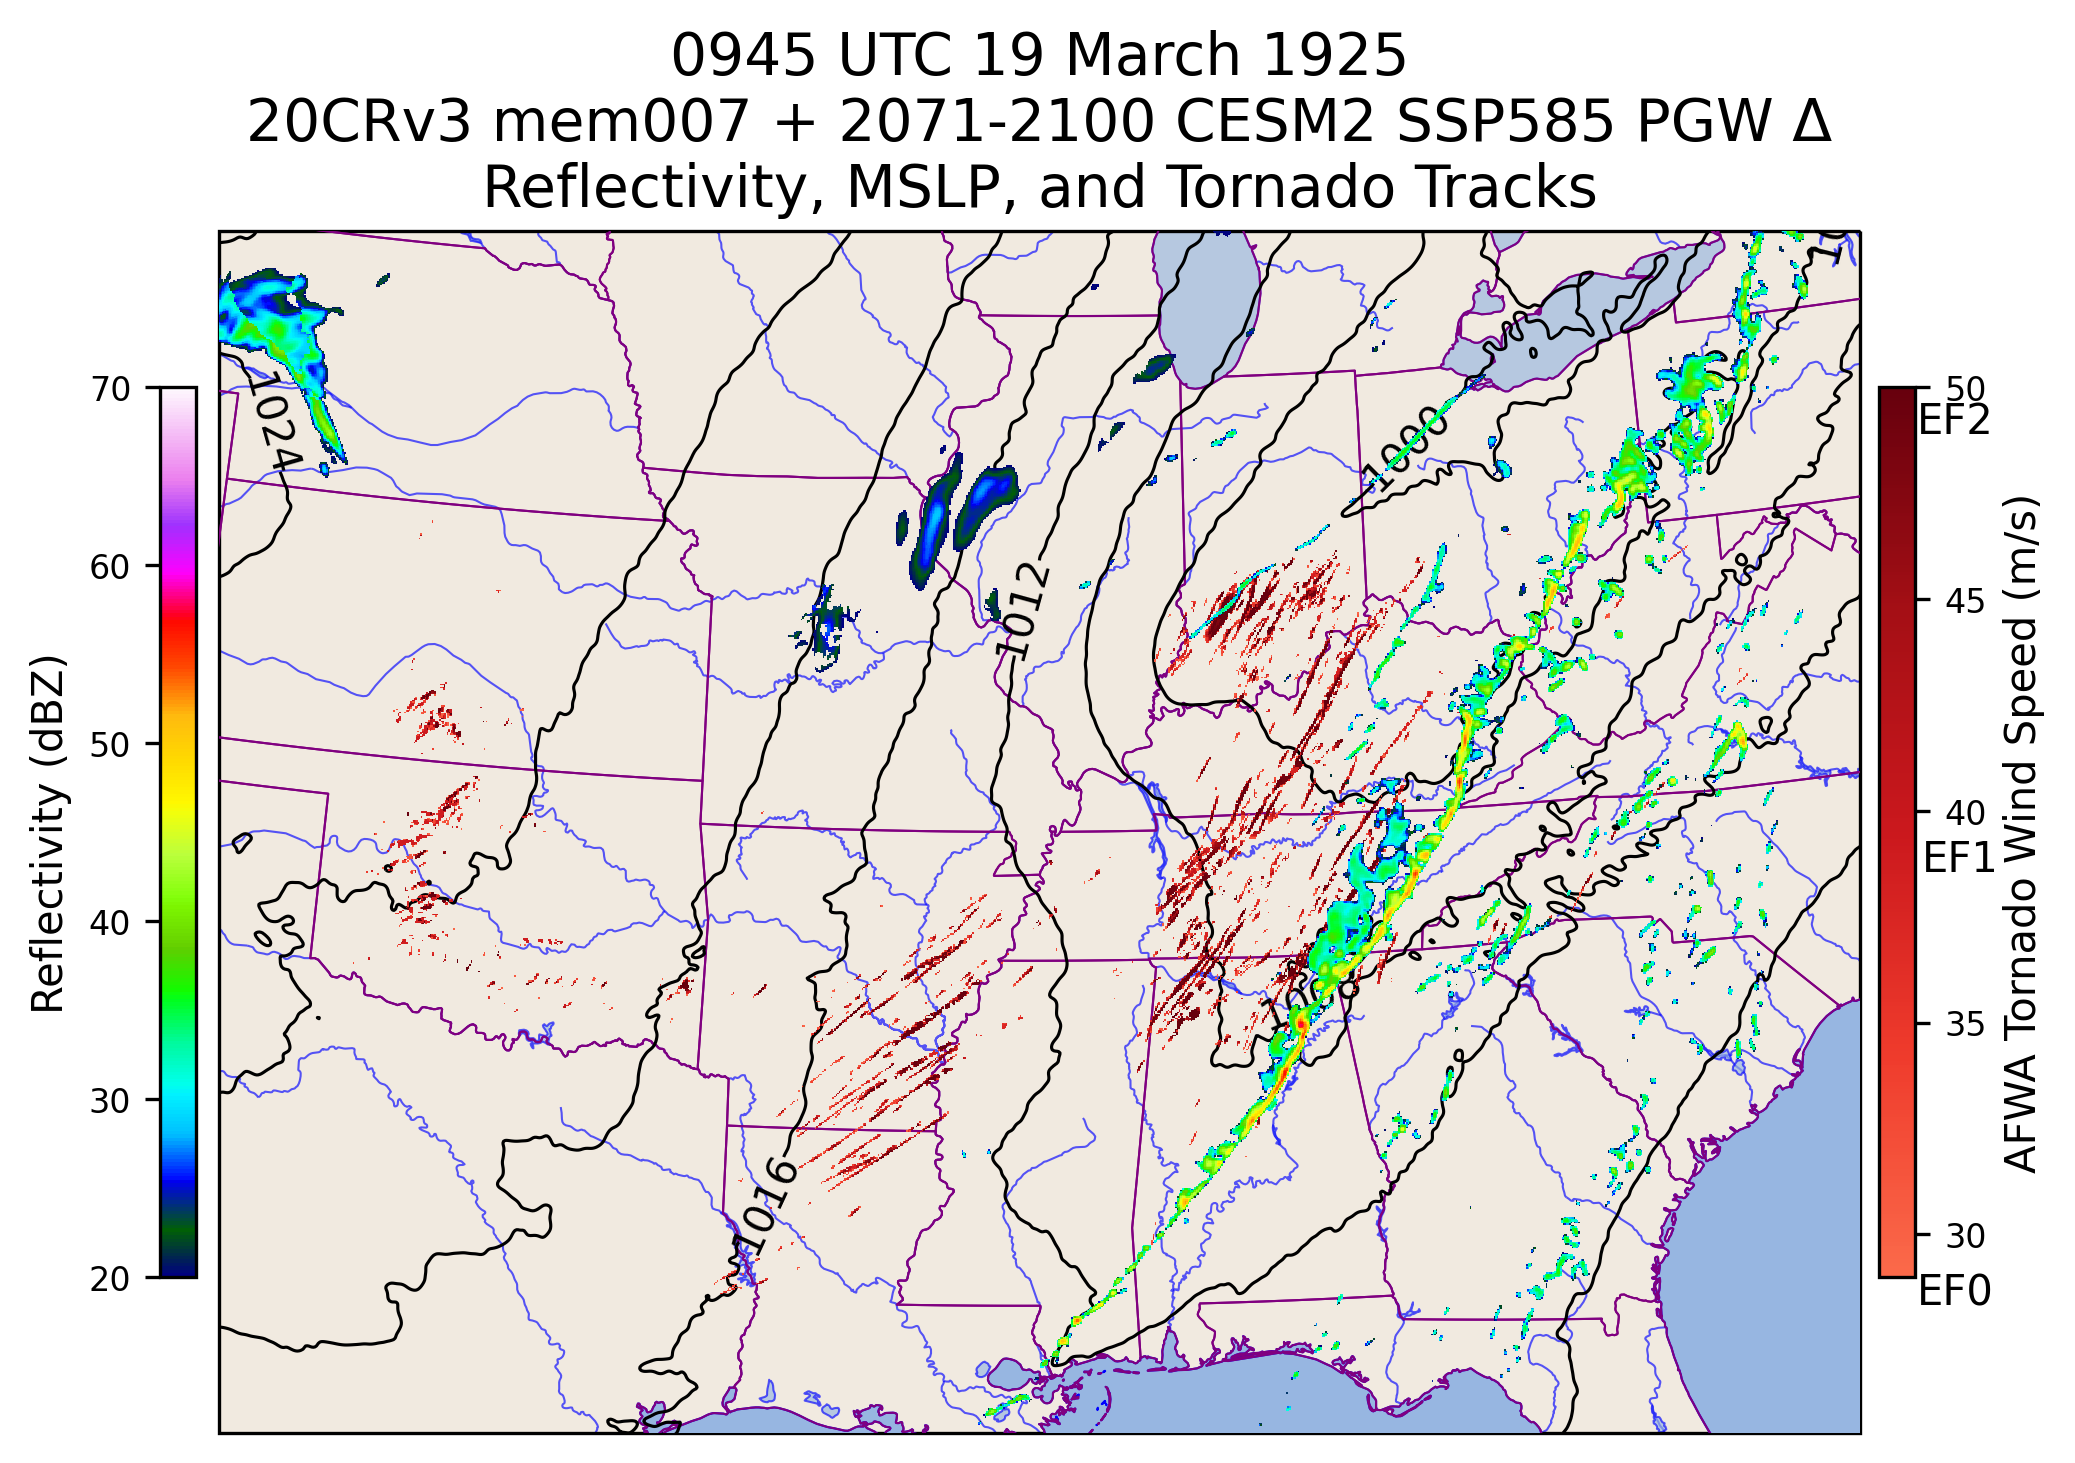 0945 UTC 19 March 1925
20CRv3 mem007 + 2071-2100 CESM2 SSP585 PGW Δ
Reflectivity, MSLP, and Tornado Tracks
Reflectivity (dBZ)
70
60
50
40
30
20
1024
1012
1000
1016
50
EF2
45
40
EF1
35
30
EF0
AFWA Tornado Wind Speed (m/s)